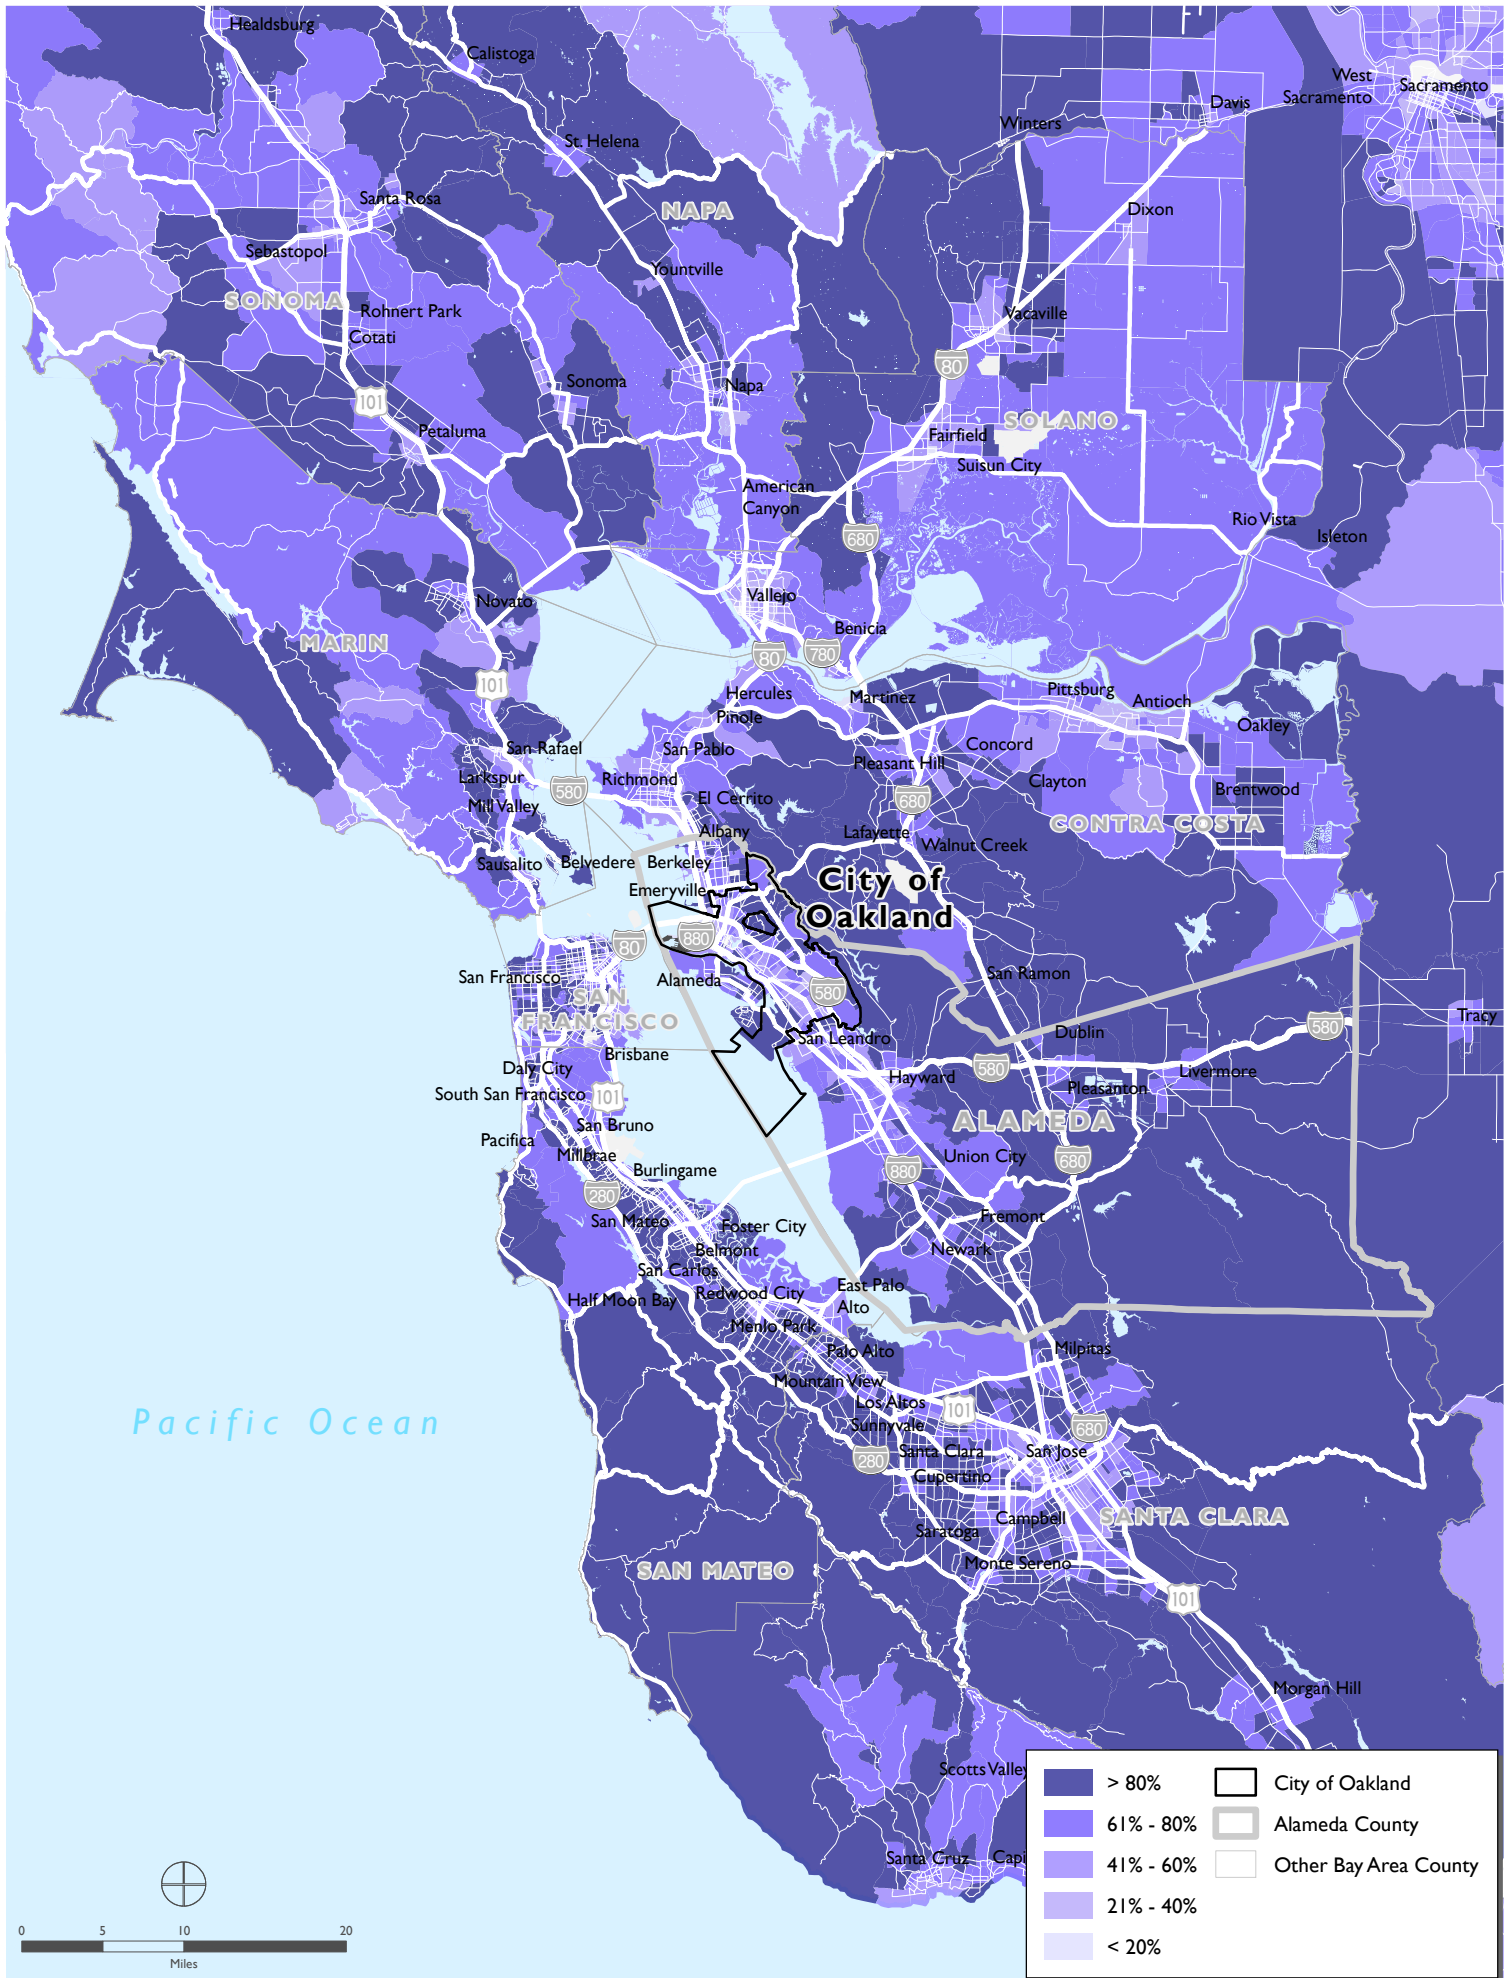 Healdsburg
Calistoga
West
Sacramento
Sacramento
Davis
Winters
St. Helena
Santa Rosa
NAPA
Dixon
Sebastopol
Yountville
SONOMA
Rohnert Park
Vacaville
Cotati
80
Sonoma
Napa
101
SOLANO
Petaluma
Fairfield
Suisun City
American
Canyon
Rio Vista
680
Isleton
Novato
Vallejo
Benicia
MARIN
80
780
101
Hercules
Martinez
Pittsburg
Antioch
Pinole
Oakley
San Rafael
San Pablo
Concord
Pleasant Hill
Larkspur
Richmond
Clayton
580
Brentwood
Mill Valley
El Cerrito
680
Albany
Lafayette
CONTRA COSTA
Walnut Creek
Sausalito
Belvedere
Berkeley
City of
Oakland
Emeryville
80
880
San Francisco
Alameda
San Ramon
580
SAN
FRANCISCO
Tracy
580
Dublin
San Leandro
Brisbane
Daly City
580
Livermore
Hayward
Pleasanton
South San Francisco
101
ALAMEDA
San Bruno
Pacifica
Millbrae
Union City
680
Burlingame
880
280
San Mateo
Foster City
Fremont
Belmont
Newark
San Carlos
East Palo
Alto
Half Moon Bay
Redwood City
Menlo Park
Palo Alto
Milpitas
Mountain View
Los Altos
101
Pacific Ocean
Sunnyvale
680
280
Santa Clara
San Jose
Cupertino
Campbell
SANTA CLARA
Saratoga
Monte Sereno
SAN MATEO
101
Morgan Hill
Scotts Valley
Santa Cruz
Capi
> 80%
City of Oakland
61% - 80%
Alameda County
41% - 60%
Other Bay Area County
21% - 40%
< 20%
0 5 10 20
Miles